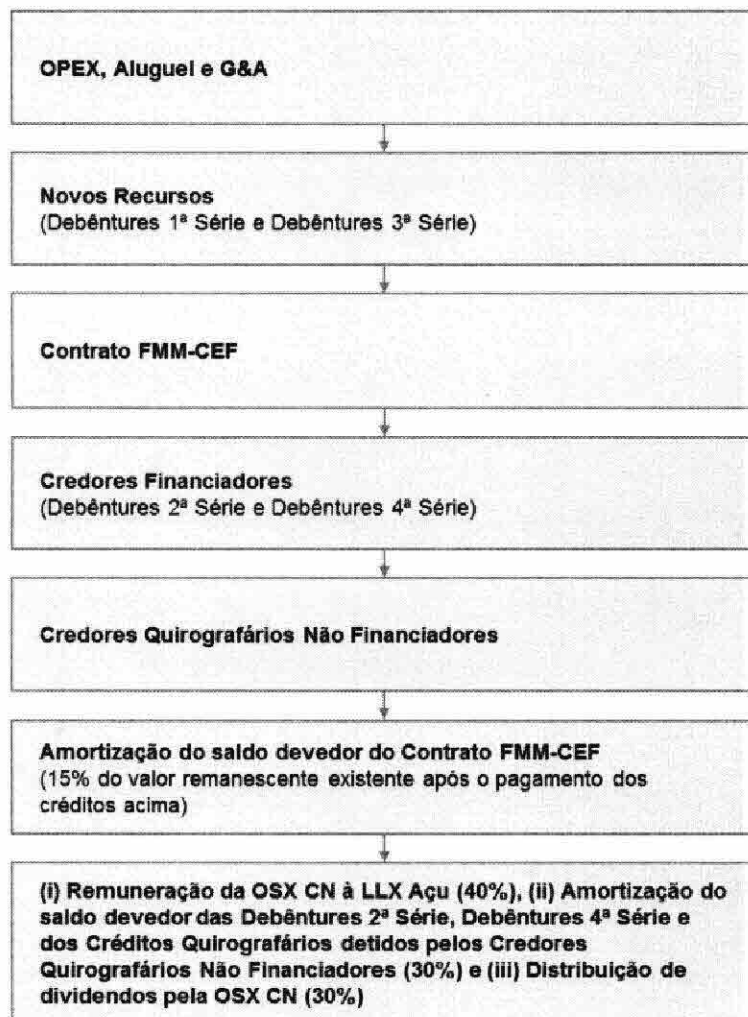 OPEX, Aluguel e G&A
Novos Recursos
(Debêntures 1ª Série e Debêntures 3ª Série)
Contrato FMM-CEF
Credores Financiadores
(Debêntures 2ª Série e Debêntures 4ª Série)
Credores Quirografários Não Financiadores
Amortização do saldo devedor do Contrato FMM-CEF
(15% do valor remanescente existente após o pagamento dos
créditos acima)
(i) Remuneração da OSX CN à LLX Açu (40%), (ii) Amortização do
saldo devedor das Debêntures 2ª Série, Debêntures 4ª Série e
dos Créditos Quirografários detidos pelos Credores
Quirografários Não Financiadores (30%) e (iii) Distribuição de
dividendos pela OSX CN (30%)